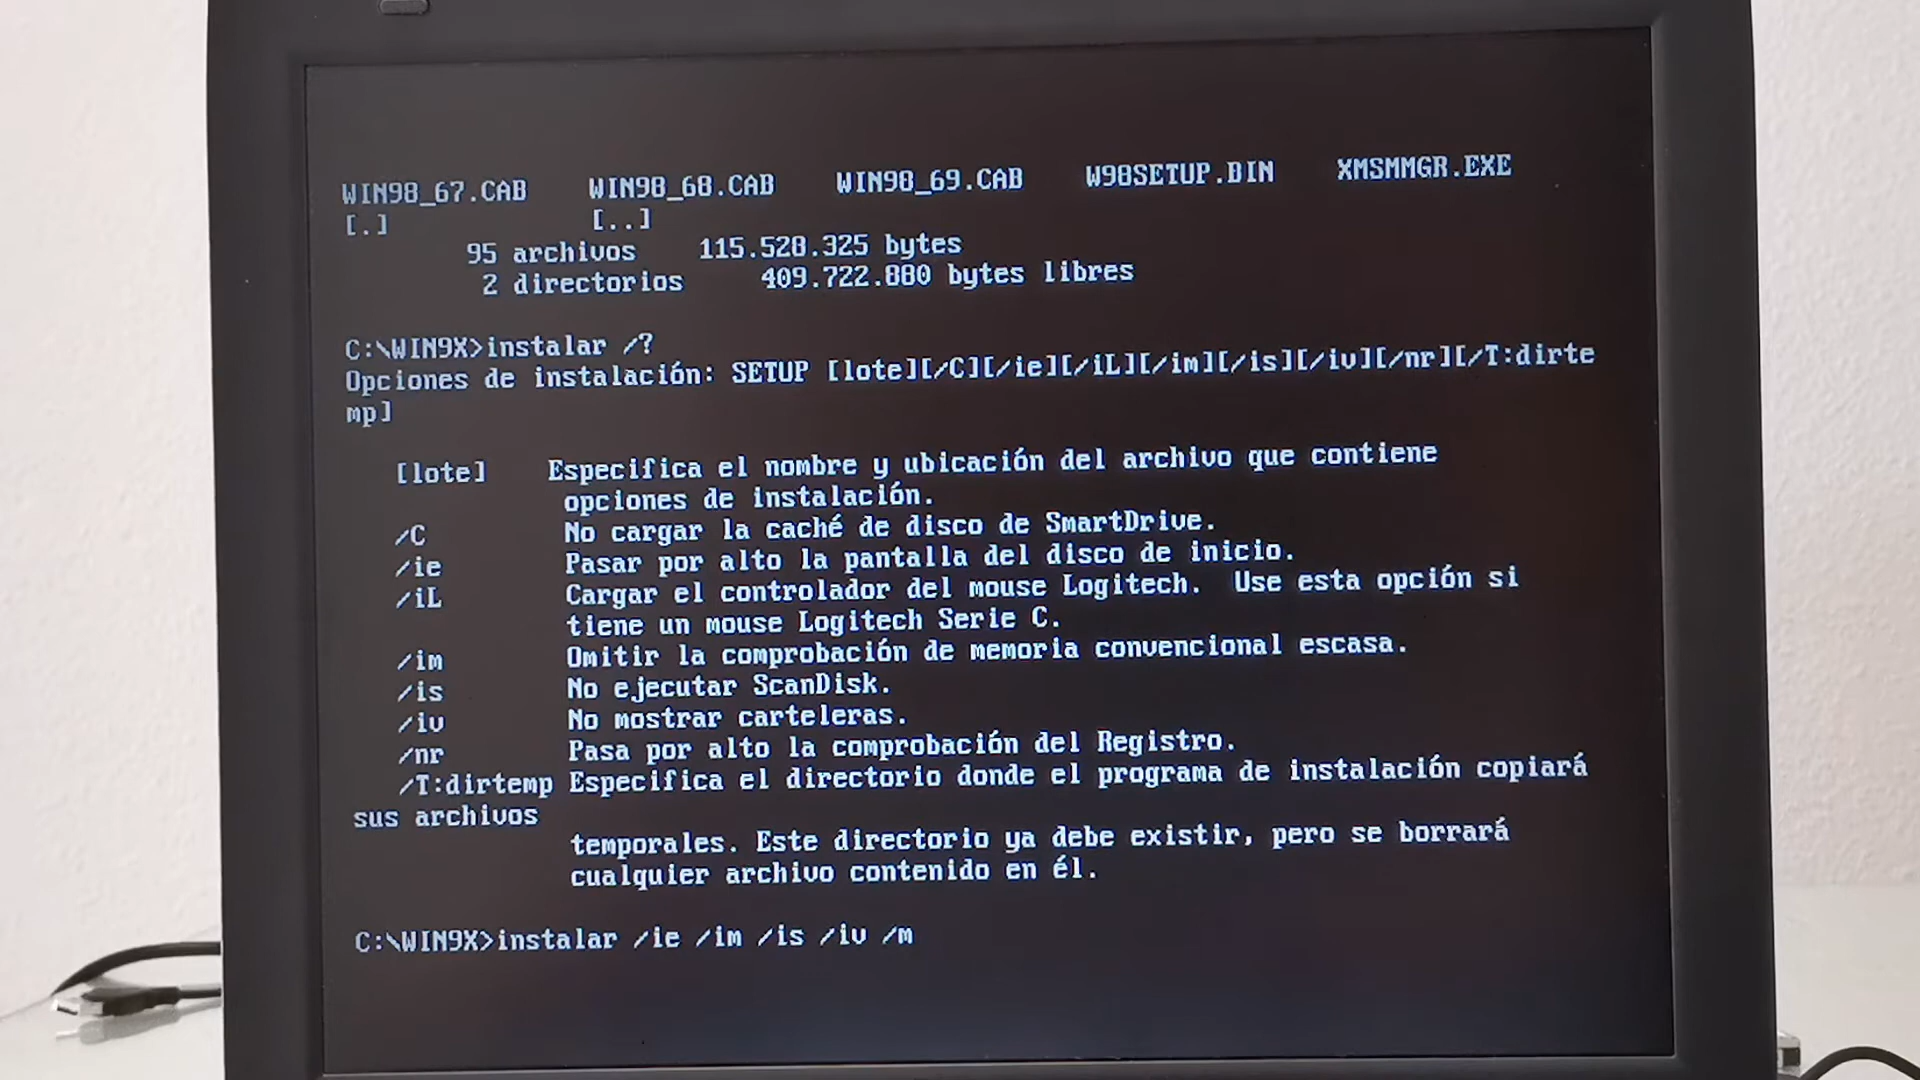 WIN98_67.CAB WIN98_68.CAB WIN98_69.CAB W98SETUP.BIN XMSMMGR.EXE
[.] [..]
95 archivos 115.528.325 bytes
2 directorios 409.722.880 bytes libres
C:\WIN9X>instalar /?
Opciones de instalación: SETUP [lote][/C][/ie][/iL][/im][/is][/iv][/nr][/T:dirte
mp]
[lote] Especifica el nombre y ubicación del archivo que contiene
opciones de instalación.
/C No cargar la caché de disco de SmartDrive.
/ie Pasar por alto la pantalla del disco de inicio.
/iL Cargar el controlador del mouse Logitech. Use esta opción si
tiene un mouse Logitech Serie C.
/im Omitir la comprobación de memoria convencional escasa.
/is No ejecutar ScanDisk.
/iv No mostrar carteleras.
/nr Pasa por alto la comprobación del Registro.
/T:dirtemp Especifica el directorio donde el programa de instalación copiará
sus archivos
temporales. Este directorio ya debe existir, pero se borrará
cualquier archivo contenido en él.
C:\WIN9X>instalar /ie /im /is /iv /m